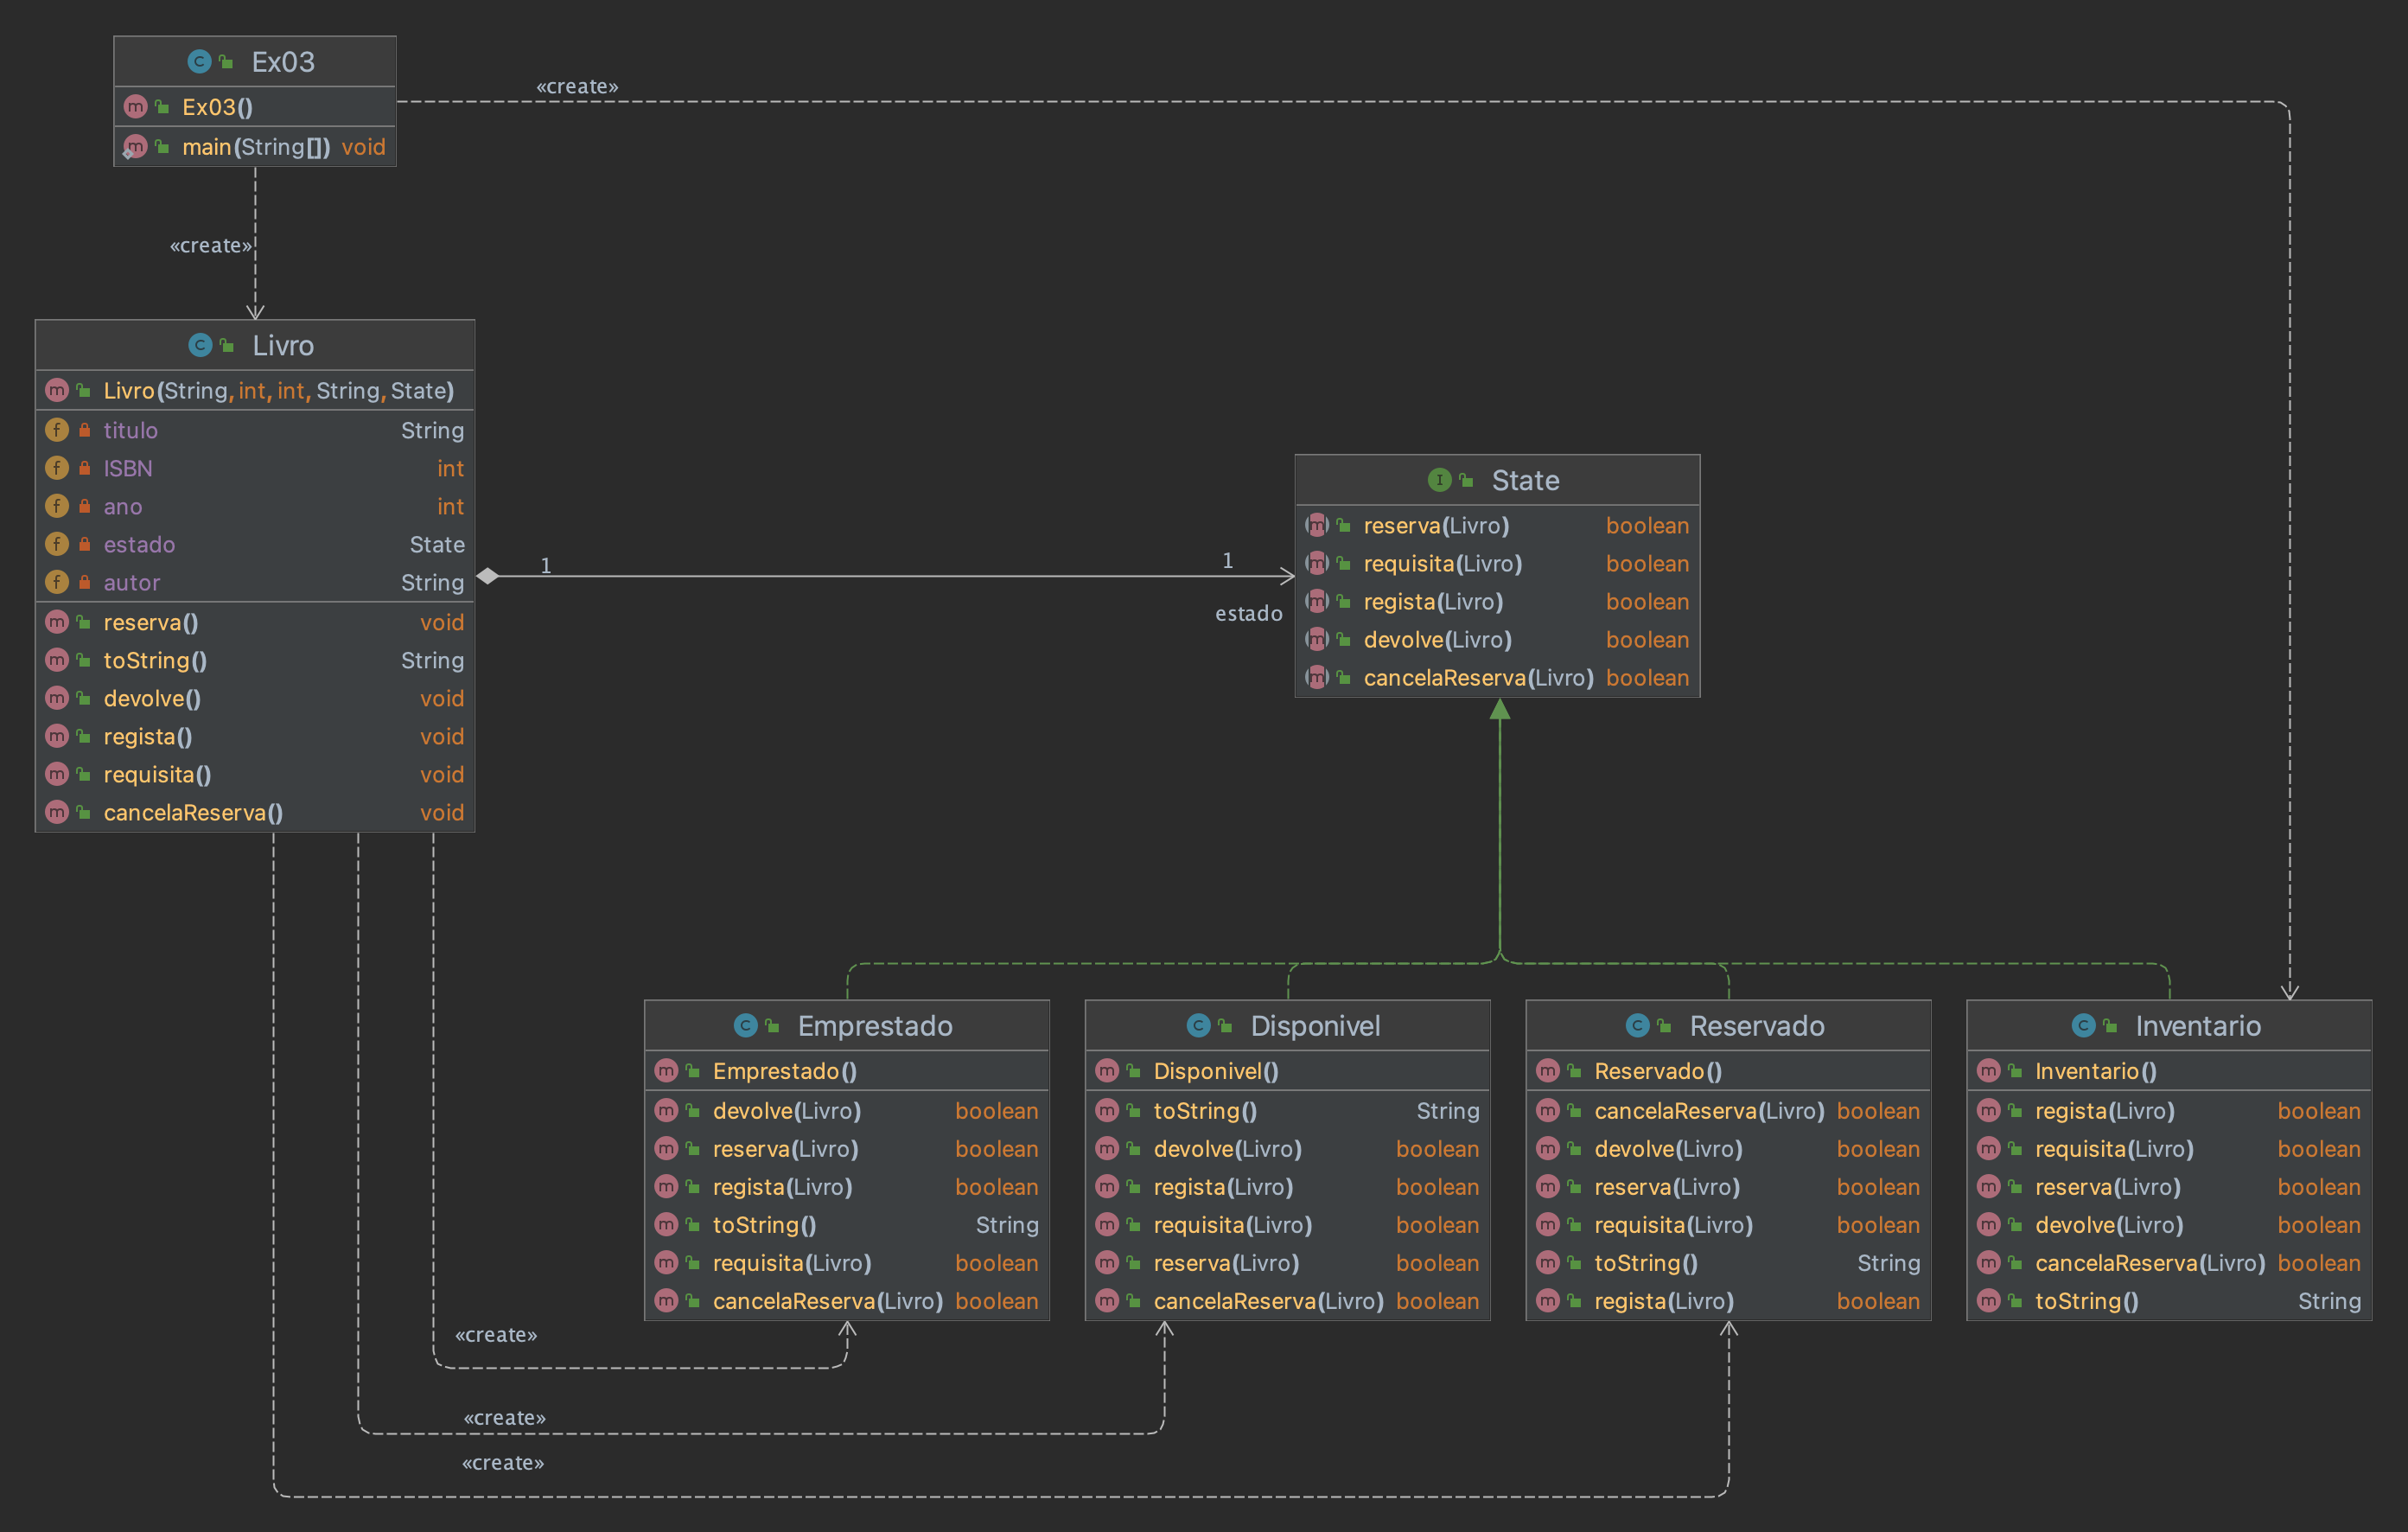 Ex03
Ex03()
main(String[]) void
«create»
«create»
Livro
Livro(String, int, int, String, State)
titulo String
ISBN int
ano int
estado State
autor String
reserva() void
toString() String
devolve() void
regista() void
requisita() void
cancelaReserva() void
1
1
estado
State
reserva(Livro) boolean
requisita(Livro) boolean
regista(Livro) boolean
devolve(Livro) boolean
cancelaReserva(Livro) boolean
Emprestado
Emprestado()
devolve(Livro) boolean
reserva(Livro) boolean
regista(Livro) boolean
toString() String
requisita(Livro) boolean
cancelaReserva(Livro) boolean
Disponivel
Disponivel()
toString() String
devolve(Livro) boolean
regista(Livro) boolean
requisita(Livro) boolean
reserva(Livro) boolean
cancelaReserva(Livro) boolean
Reservado
Reservado()
cancelaReserva(Livro) boolean
devolve(Livro) boolean
reserva(Livro) boolean
requisita(Livro) boolean
toString() String
regista(Livro) boolean
Inventario
Inventario()
regista(Livro) boolean
requisita(Livro) boolean
reserva(Livro) boolean
devolve(Livro) boolean
cancelaReserva(Livro) boolean
toString() String
«create»
«create»
«create»